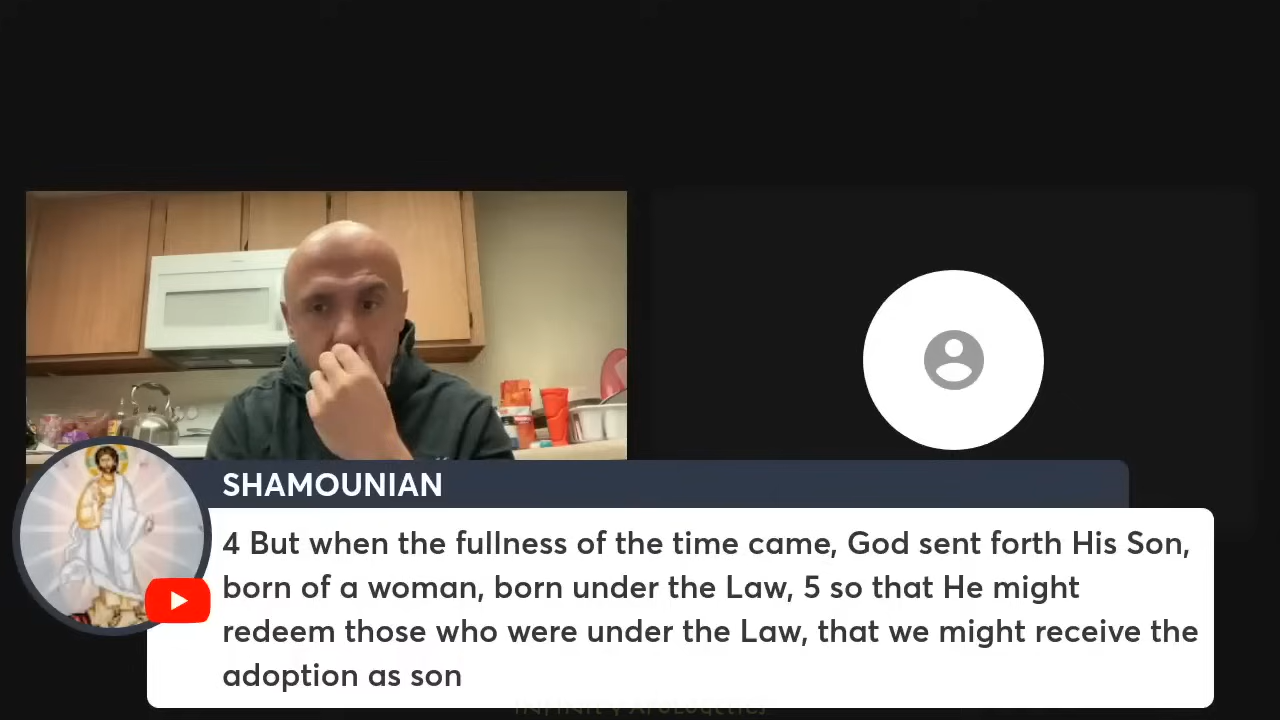 SHAMOUNIAN
4 But when the fullness of the time came, God sent forth His Son,
born of a woman, born under the Law, 5 so that He might
redeem those who were under the Law, that we might receive the
adoption as son